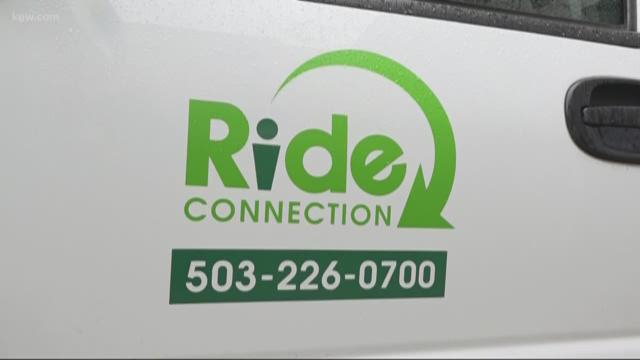 kgw.com
Ride
CONNECTION
503-226-0700